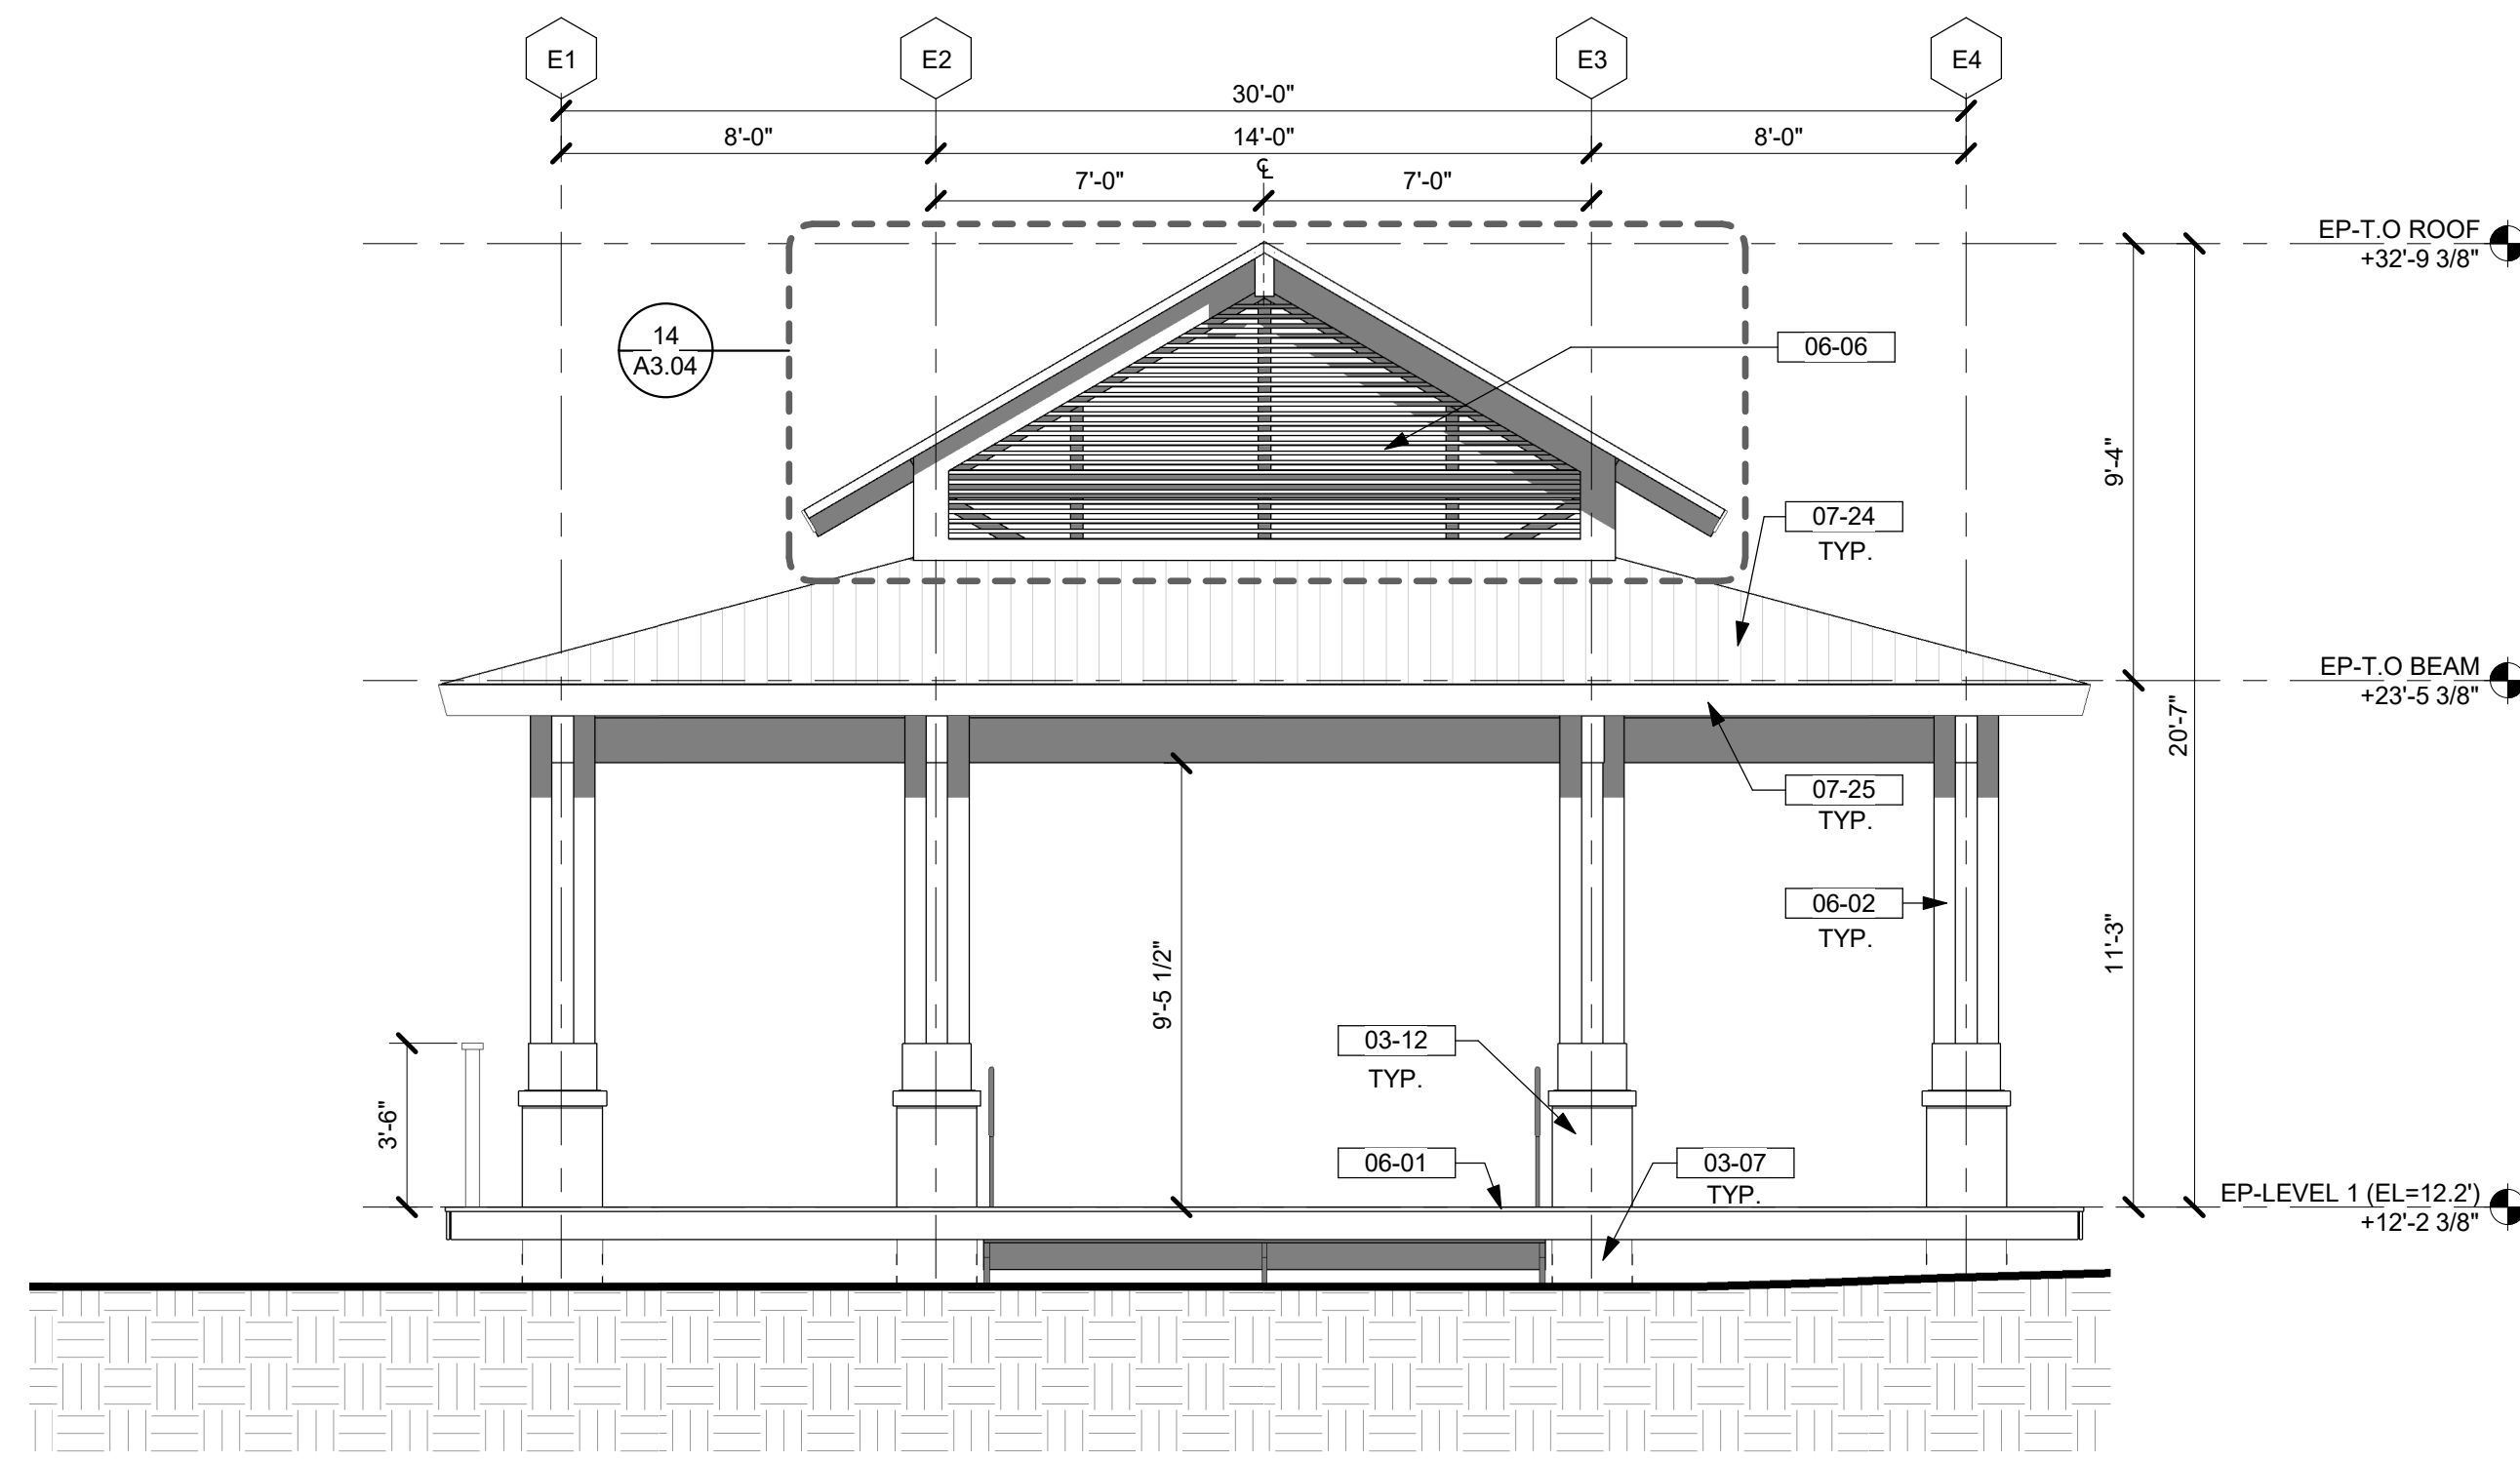 E1
E2
E3
E4
30'-0"
8'-0"
14'-0"
8'-0"
℄
7'-0"
7'-0"
EP-T.O ROOF
+32'-9 3/8"
14
A3.04
06-06
9'-4"
07-24
TYP.
EP-T.O BEAM
+23'-5 3/8"
20'-7"
07-25
TYP.
06-02
TYP.
11'-3"
9'-5 1/2"
03-12
TYP.
3'-6"
06-01
03-07
TYP.
EP-LEVEL 1 (EL=12.2')
+12'-2 3/8"